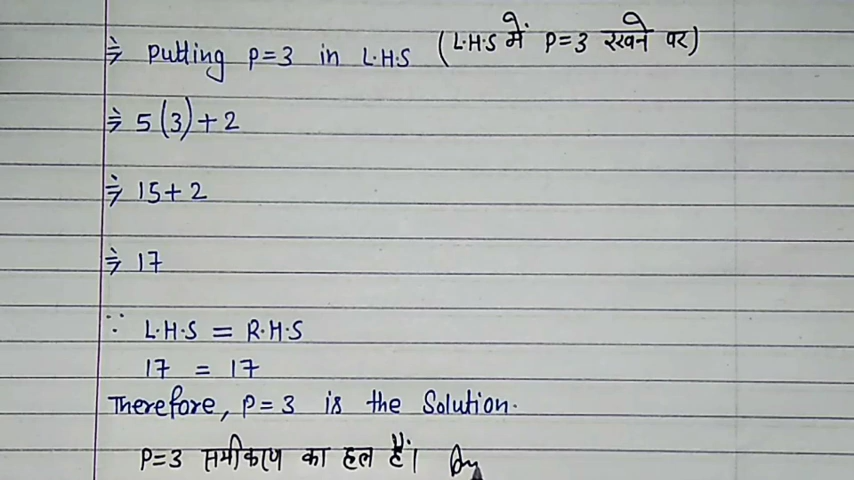 ⇒ Putting P=3 in L.H.S (L.H.S में P=3 रखने पर)
⇒ 5(3)+2
⇒ 15+2
⇒ 17
∵ L.H.S = R.H.S
17 = 17
Therefore, P=3 is the Solution.
P=3 समीकरण का हल है।